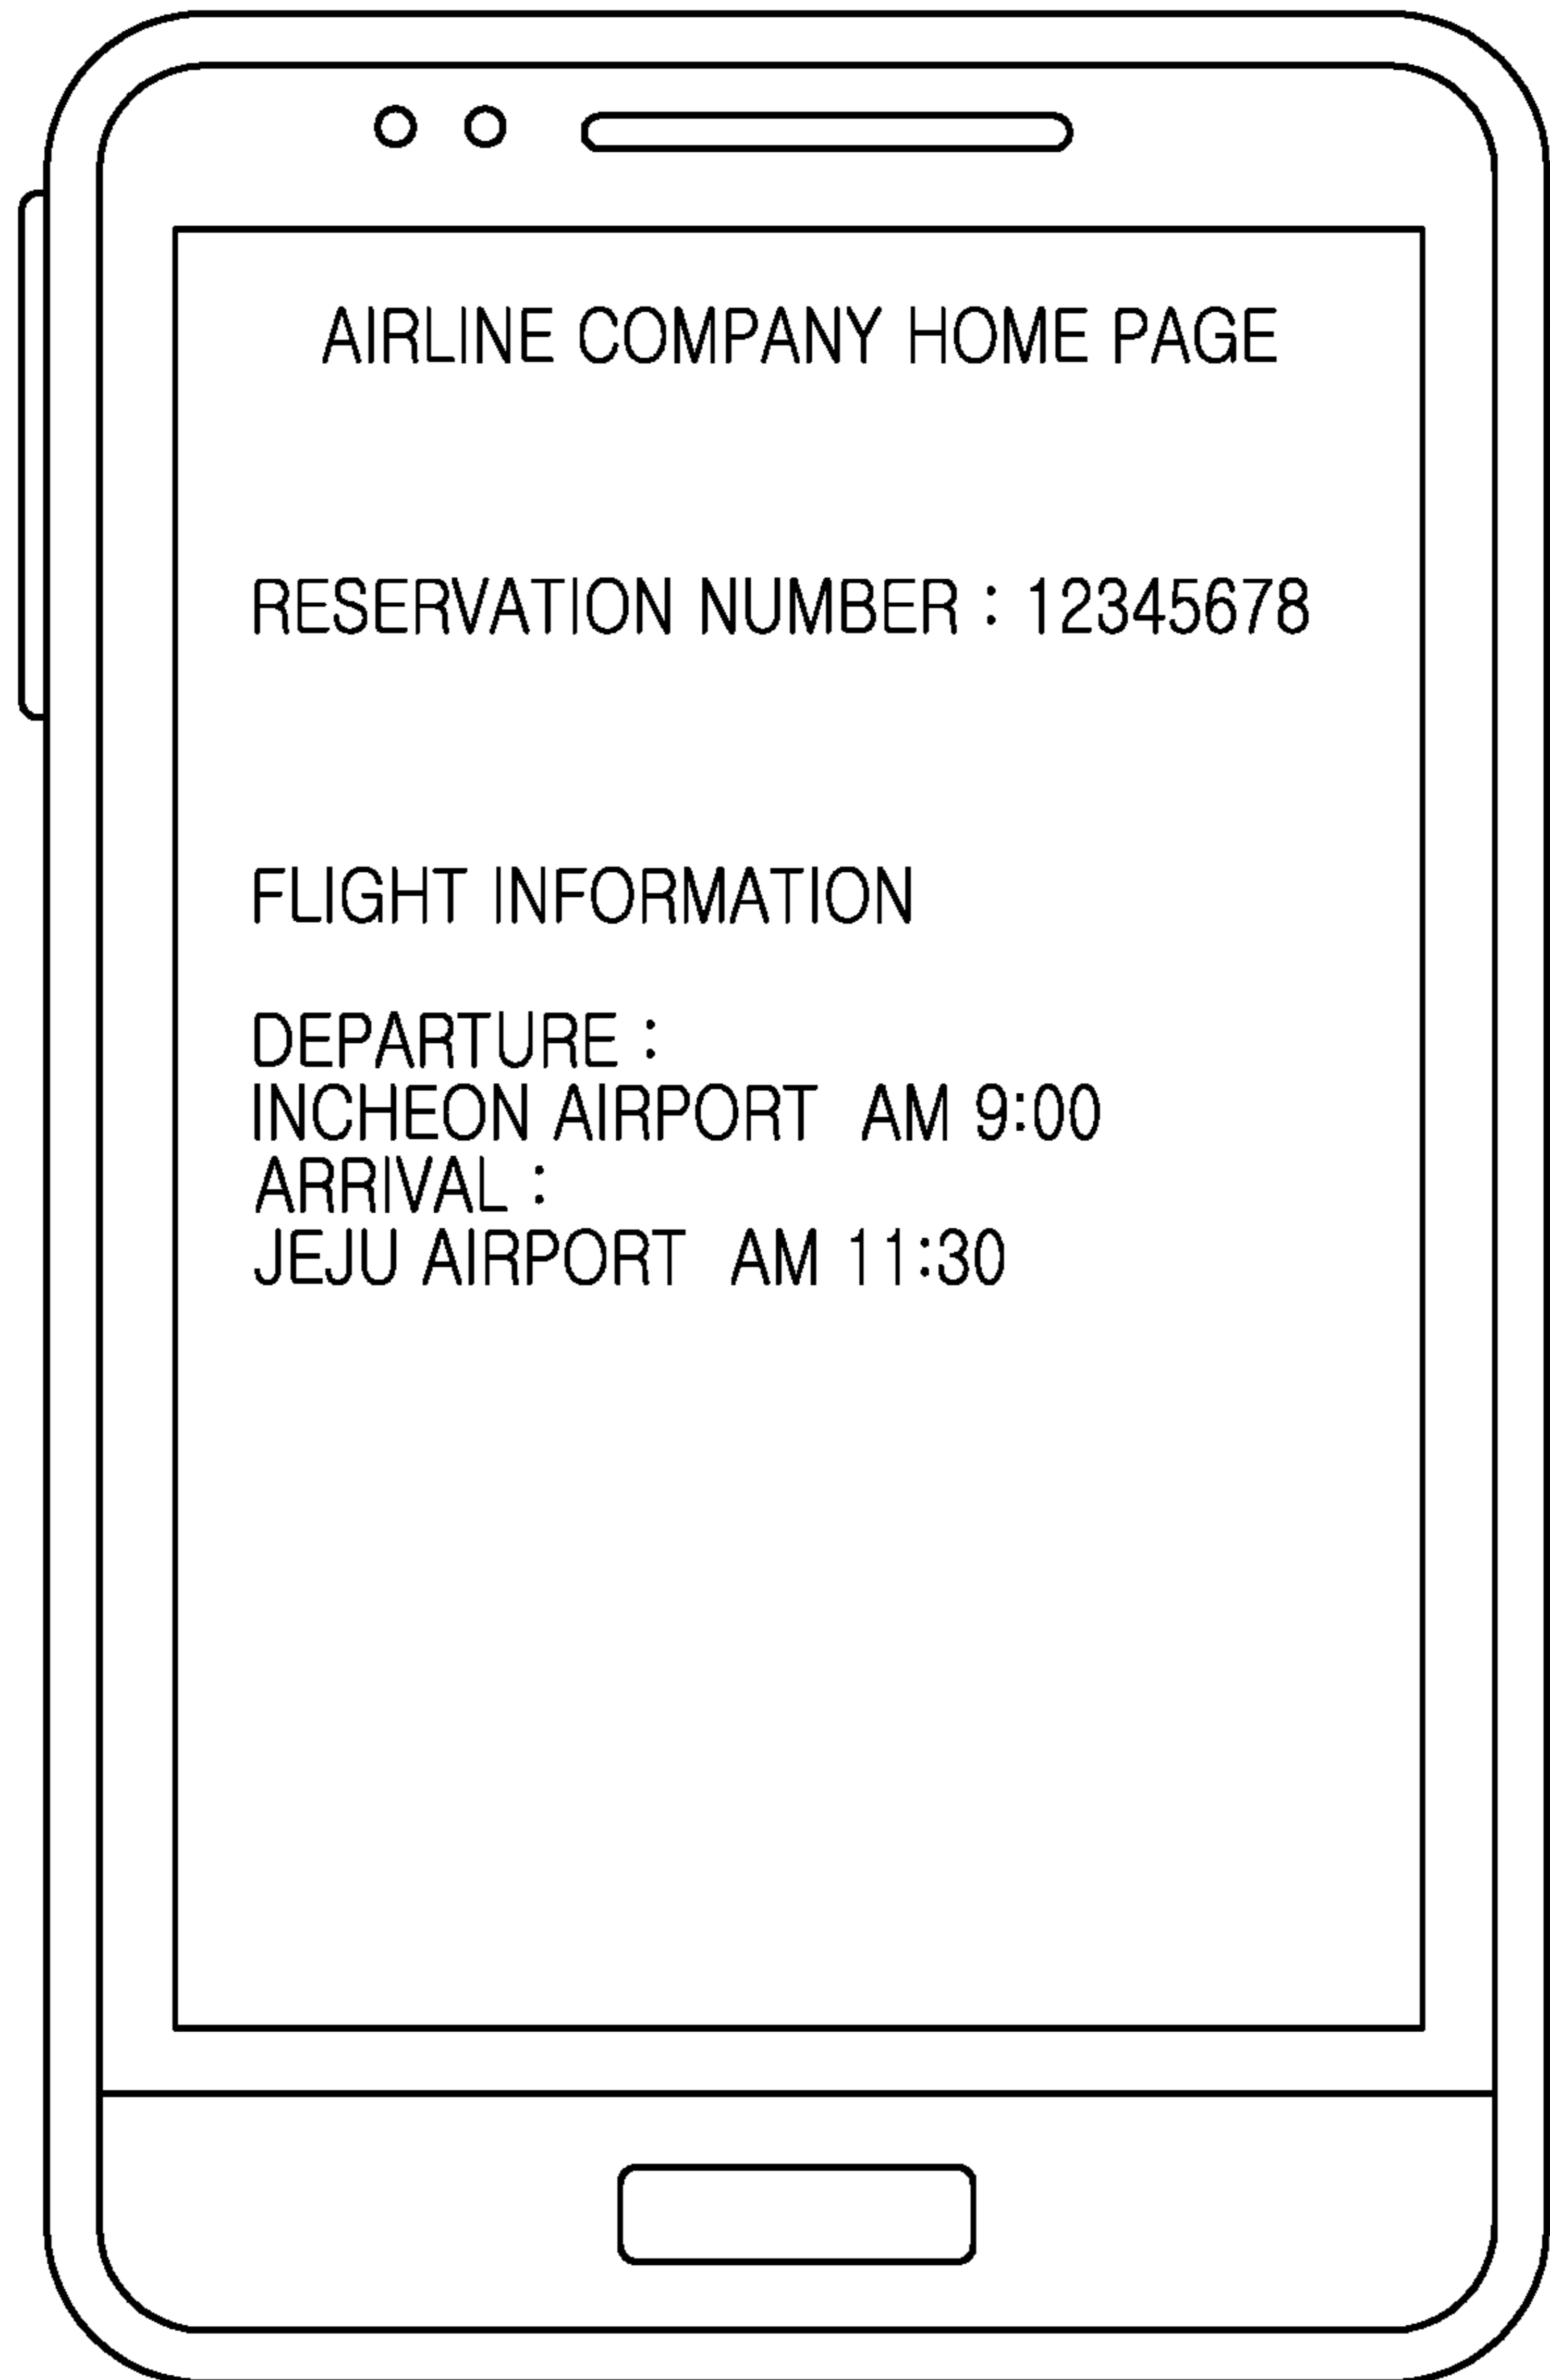 AIRLINE COMPANY HOME PAGE
RESERVATION NUMBER : 12345678
FLIGHT INFORMATION
DEPARTURE :
INCHEON AIRPORT AM 9:00
ARRIVAL :
JEJU AIRPORT AM 11:30